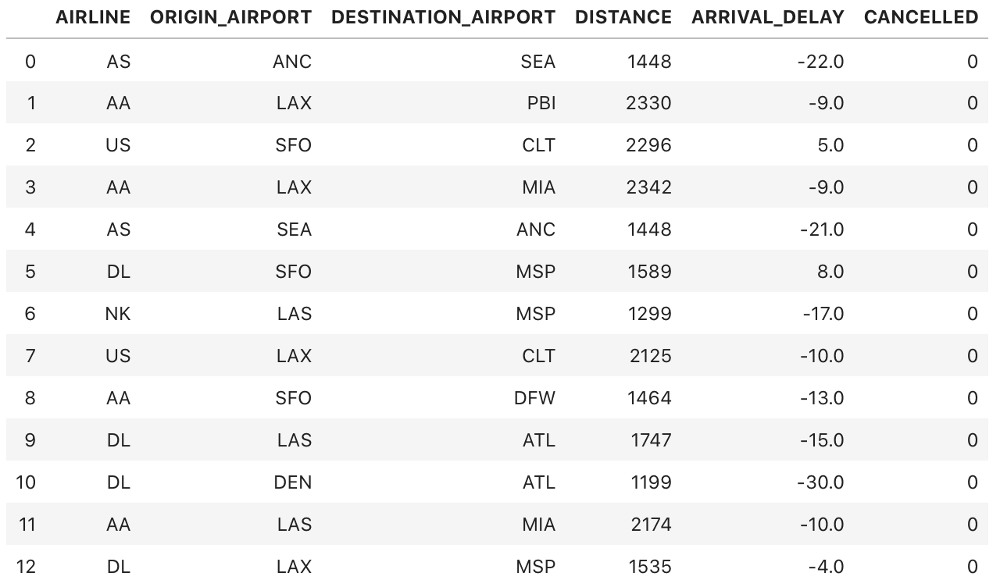 AIRLINE ORIGIN_AIRPORT DESTINATION_AIRPORT DISTANCE ARRIVAL_DELAY CANCELLED
0 AS ANC SEA 1448 -22.0 0
1 AA LAX PBI 2330 -9.0 0
2 US SFO CLT 2296 5.0 0
3 AA LAX MIA 2342 -9.0 0
4 AS SEA ANC 1448 -21.0 0
5 DL SFO MSP 1589 8.0 0
6 NK LAS MSP 1299 -17.0 0
7 US LAX CLT 2125 -10.0 0
8 AA SFO DFW 1464 -13.0 0
9 DL LAS ATL 1747 -15.0 0
10 DL DEN ATL 1199 -30.0 0
11 AA LAS MIA 2174 -10.0 0
12 DL LAX MSP 1535 -4.0 0